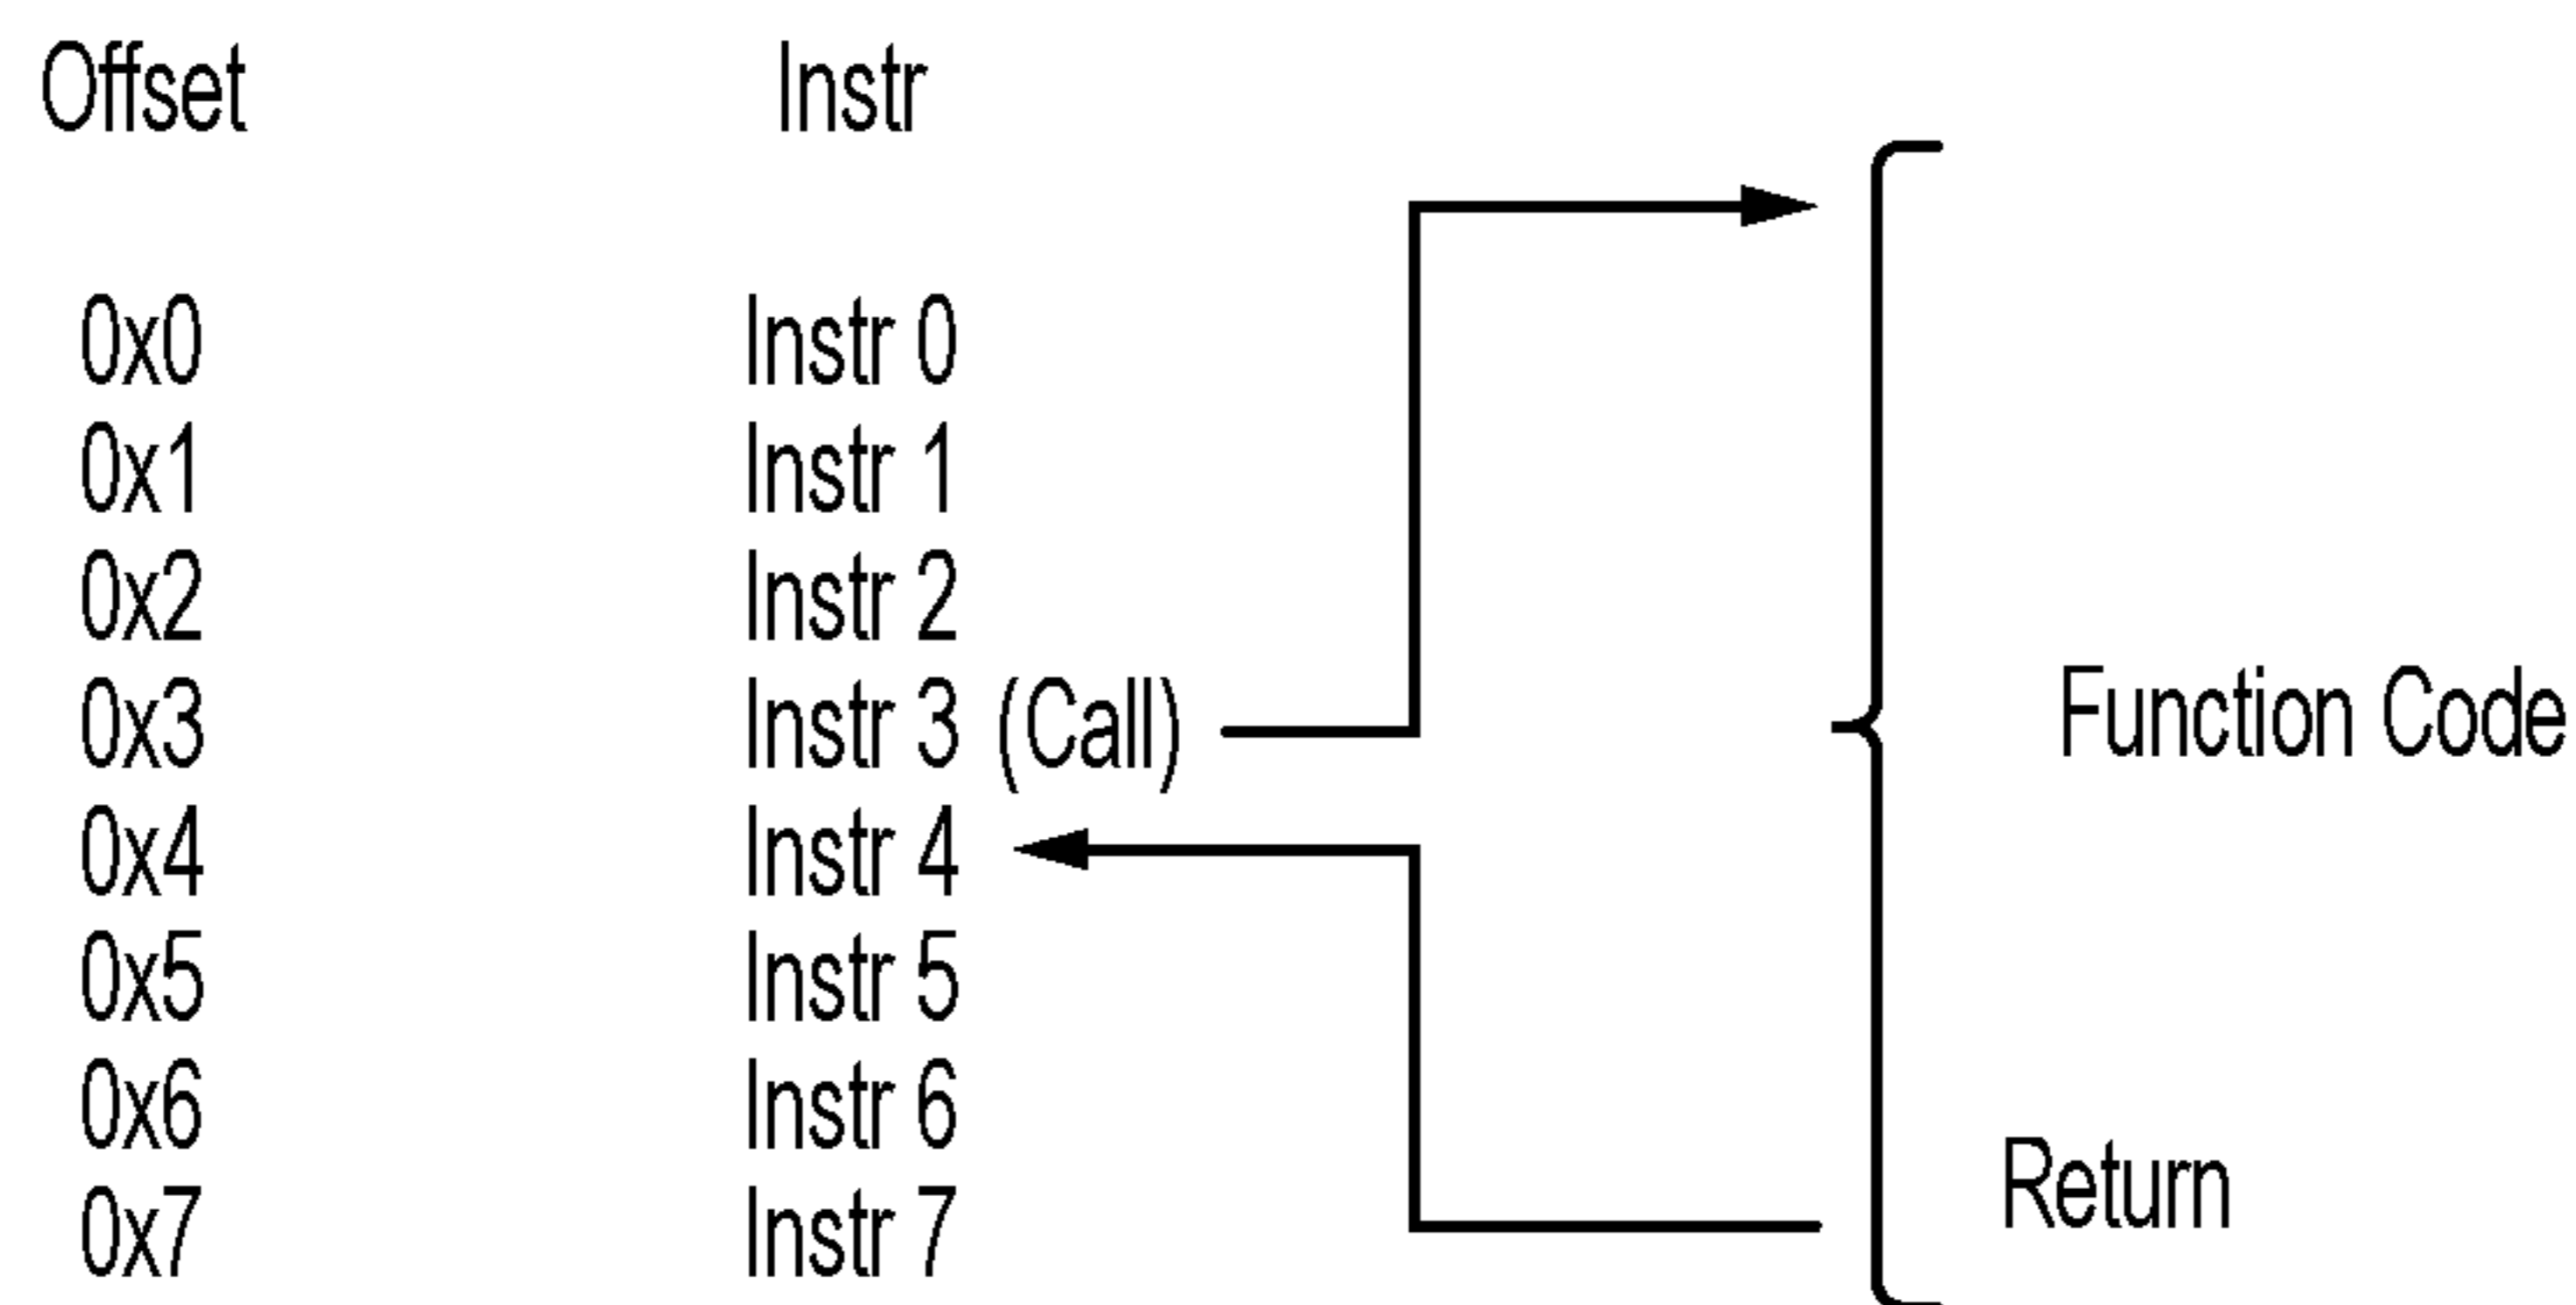 Offset Instr
0x0 Instr 0
0x1 Instr 1
0x2 Instr 2
0x3 Instr 3 (Call)
Function Code
0x4 Instr 4
0x5 Instr 5
0x6 Instr 6
Return
0x7 Instr 7